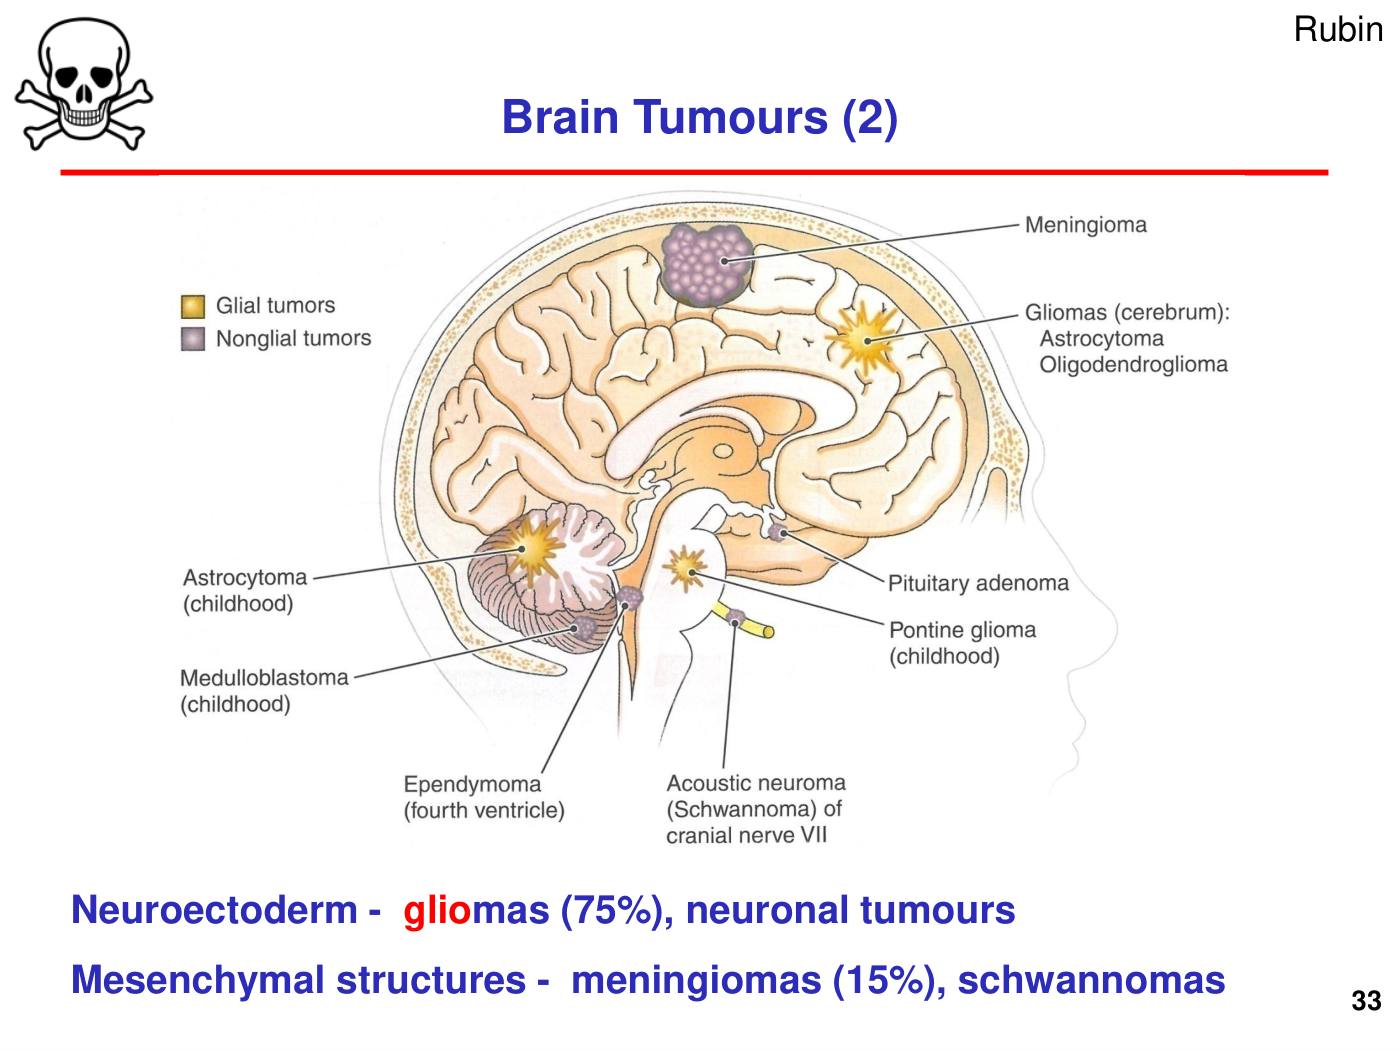 Rubin
Brain Tumours (2)
Meningioma
Glial tumors
Nonglial tumors
Gliomas (cerebrum):
Astrocytoma
Oligodendroglioma
Astrocytoma
(childhood)
Pituitary adenoma
Pontine glioma
(childhood)
Medulloblastoma
(childhood)
Ependymoma
(fourth ventricle)
Acoustic neuroma
(Schwannoma) of
cranial nerve VII
Neuroectoderm - gliomas (75%), neuronal tumours
Mesenchymal structures - meningiomas (15%), schwannomas
33